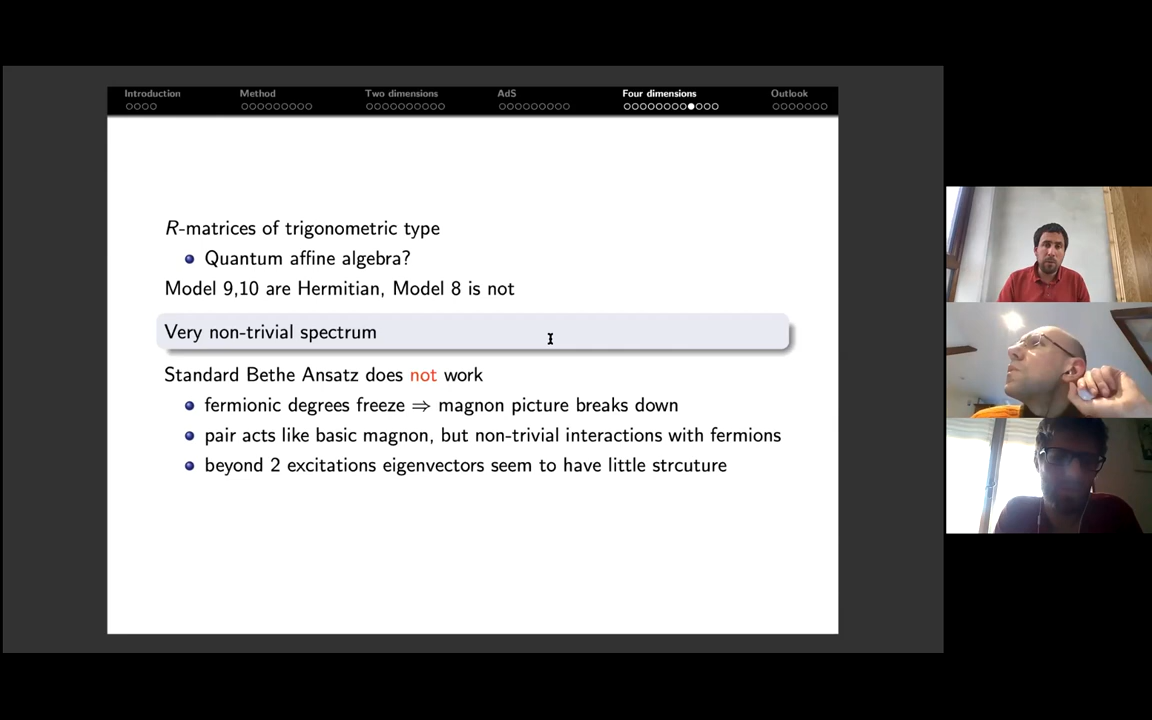 Introduction Method Two dimensions AdS Four dimensions Outlook
R-matrices of trigonometric type
Quantum affine algebra?
Model 9,10 are Hermitian, Model 8 is not
Very non-trivial spectrum
Standard Bethe Ansatz does not work
fermionic degrees freeze ⇒ magnon picture breaks down
pair acts like basic magnon, but non-trivial interactions with fermions
beyond 2 excitations eigenvectors seem to have little strcuture